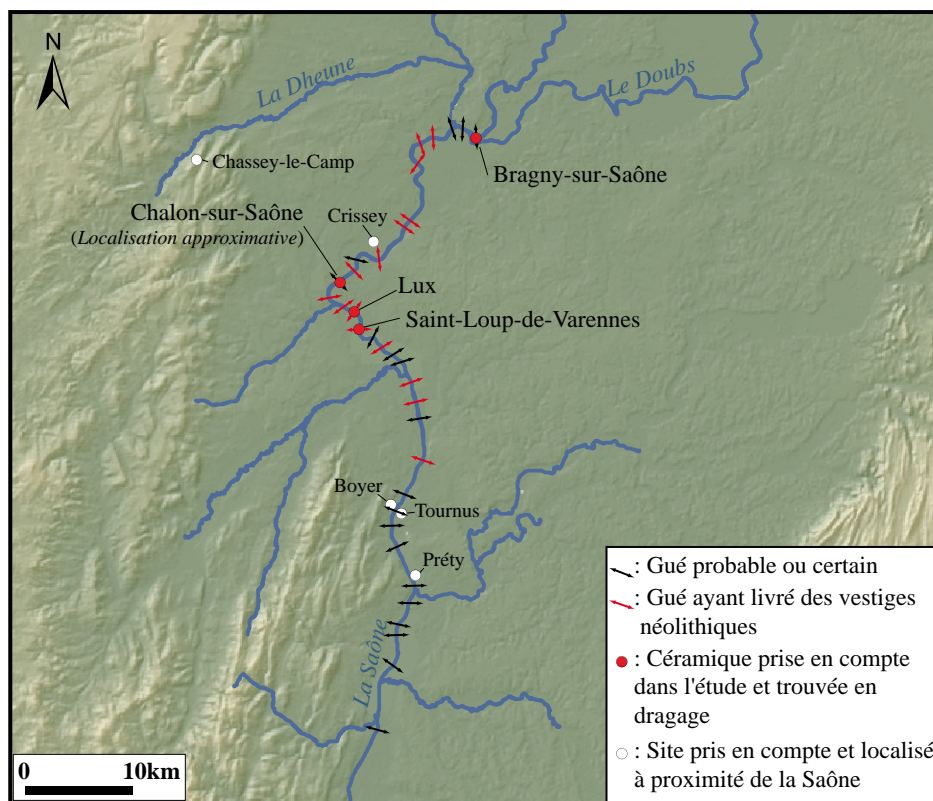 N
La Dheune
Le Doubs
Chassey-le-Camp
Bragny-sur-Saône
Chalon-sur-Saône
(Localisation approximative)
Crissey
Lux
Saint-Loup-de-Varennes
Boyer
Tournus
Préty
La Saône
: Gué probable ou certain
: Gué ayant livré des vestiges
néolithiques
: Céramique prise en compte
dans l'étude et trouvée en
dragage
: Site pris en compte et localisé
à proximité de la Saône
0 10km